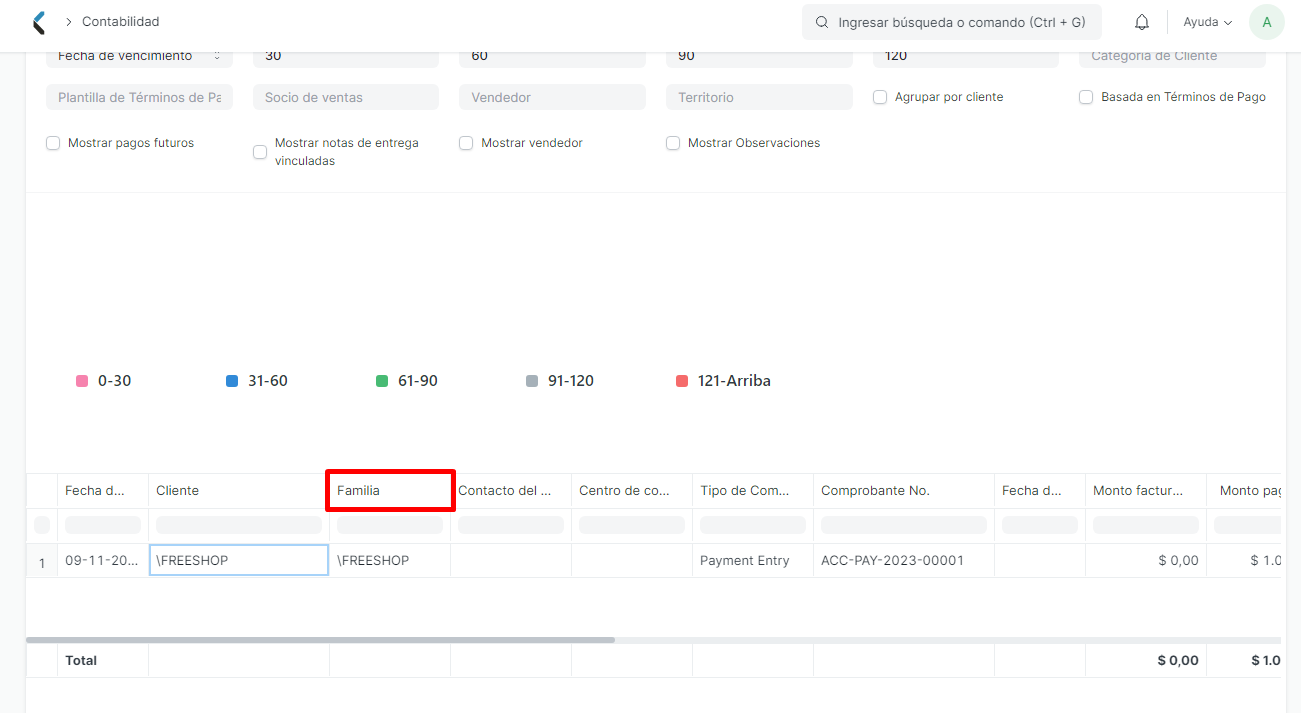 Contabilidad
Ingresar búsqueda o comando (Ctrl + G)
Ayuda
A
Fecha de vencimiento
30
60
90
120
Categoría de Cliente
Plantilla de Términos de Pa
Socio de ventas
Vendedor
Territorio
Agrupar por cliente
Basada en Términos de Pago
Mostrar pagos futuros
Mostrar notas de entrega
vinculadas
Mostrar vendedor
Mostrar Observaciones
0-30
31-60
61-90
91-120
121-Arriba
Fecha d...
Cliente
Familia
Contacto del ...
Centro de co...
Tipo de Com...
Comprobante No.
Fecha d...
Monto factur...
Monto pag
1
09-11-20...
\FREESHOP
\FREESHOP
Payment Entry
ACC-PAY-2023-00001
$ 0,00
$ 1.0
Total
$ 0,00
$ 1.0